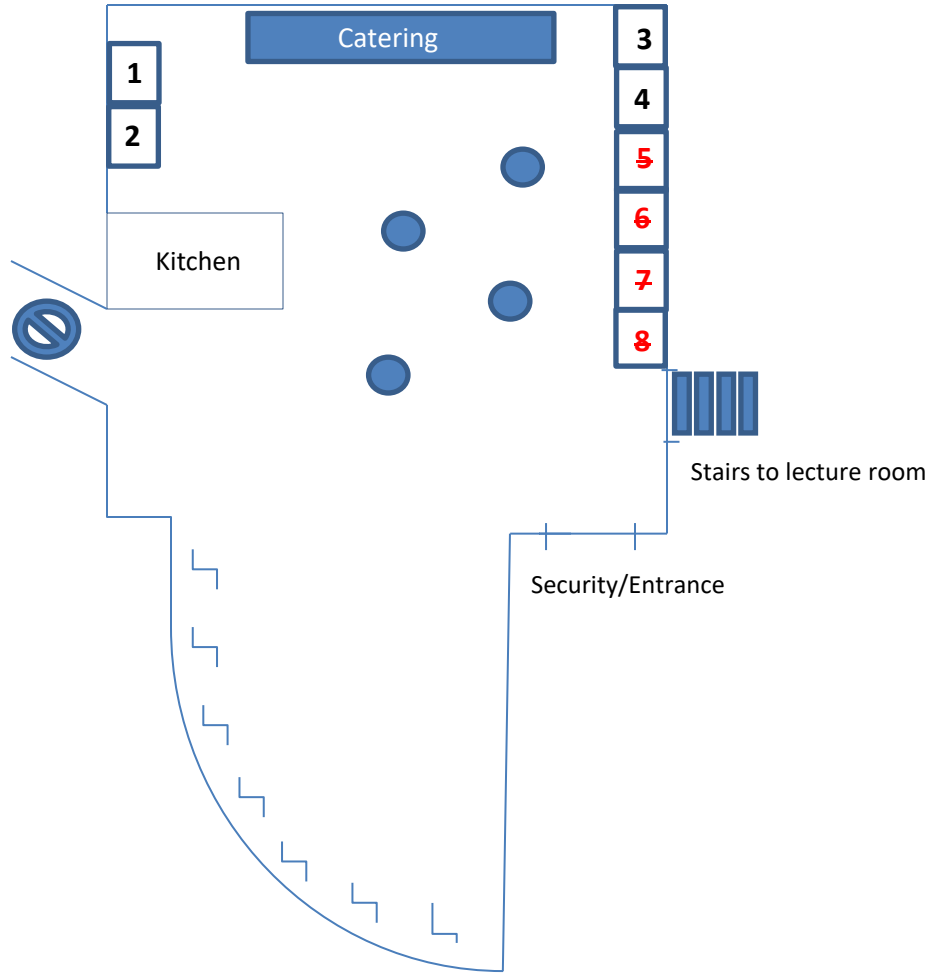 Catering
3
1
4
2
5
6
Kitchen
7
8
Stairs to lecture room
Security/Entrance